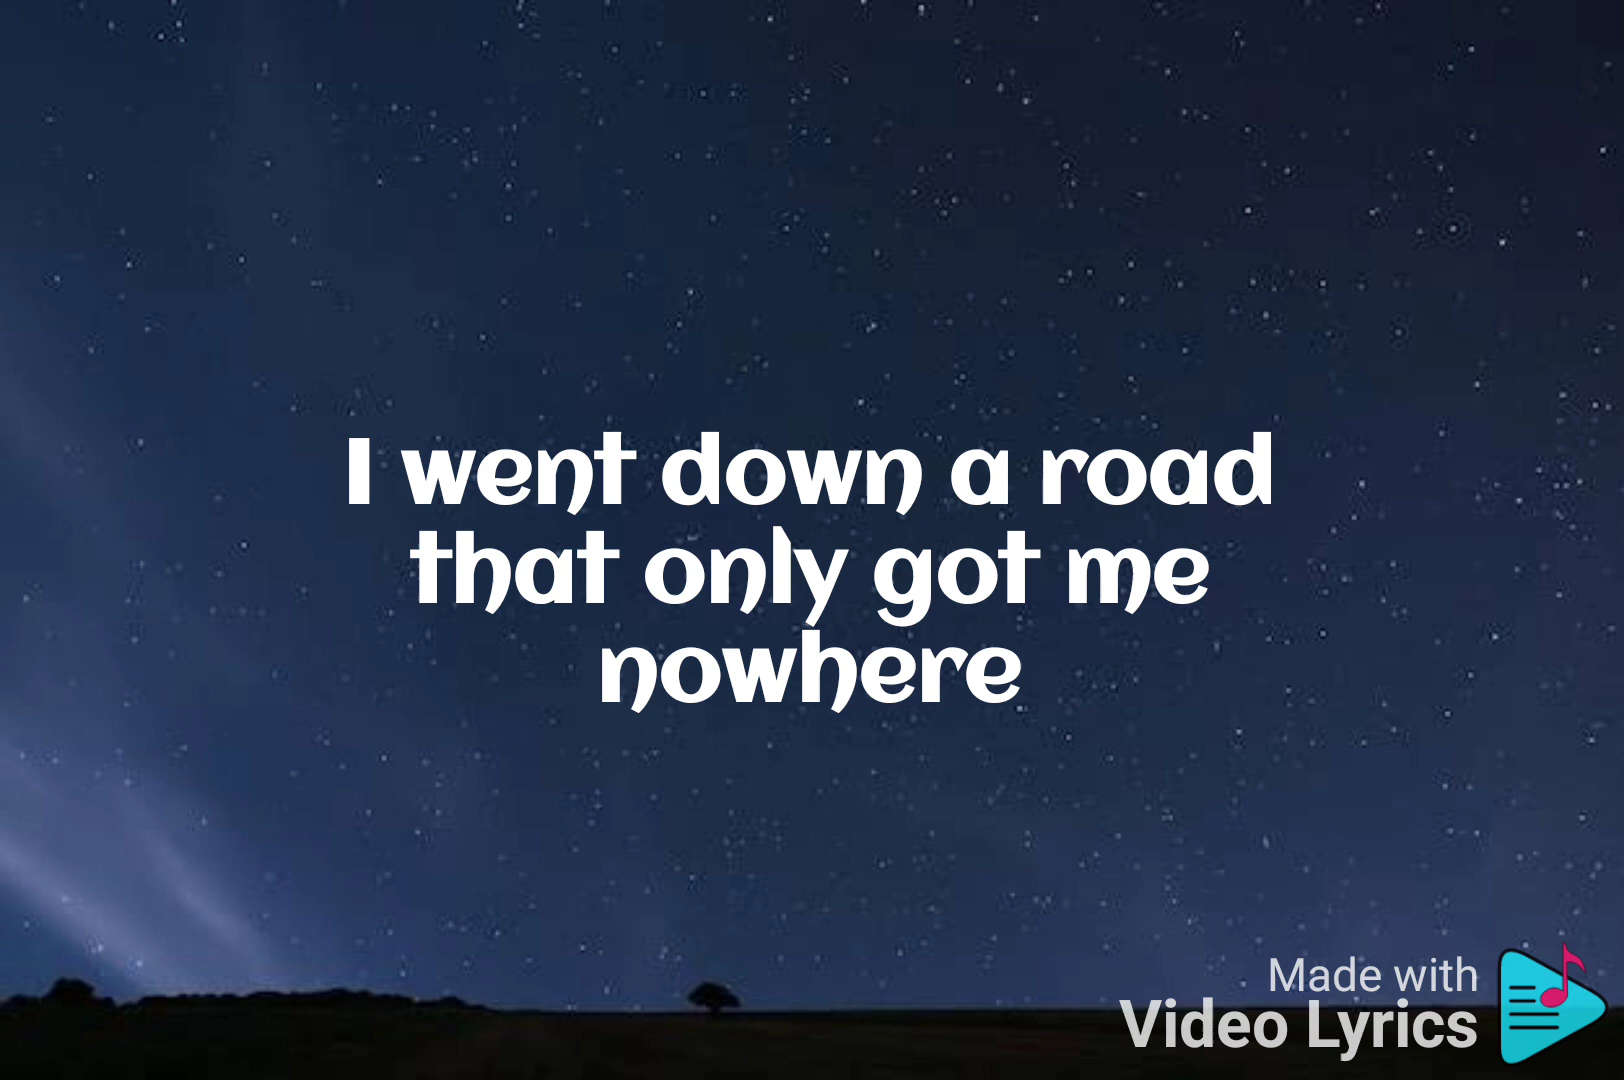 I went down a road
that only got me
nowhere
Made with
Video Lyrics